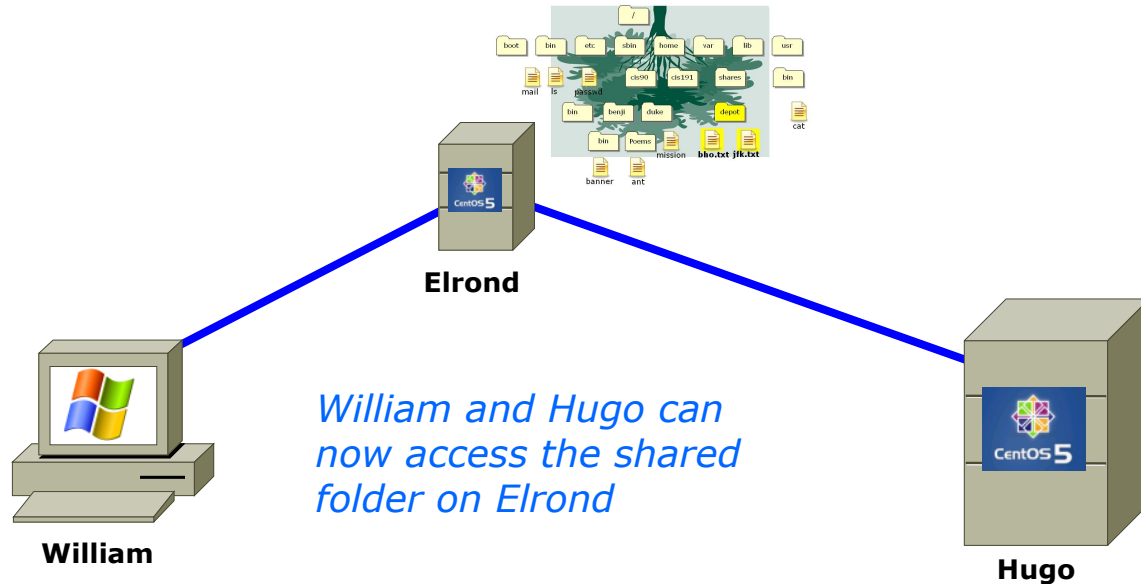 /
boot bin etc sbin home var lib usr
cis90 cis191 shares bin
mail ls passwd
bin benji duke depot
cat
bin Poems mission bho.txt jfk.txt
banner ant
CentOS 5
Elrond
William and Hugo can
now access the shared
folder on Elrond
CentOS 5
William
Hugo